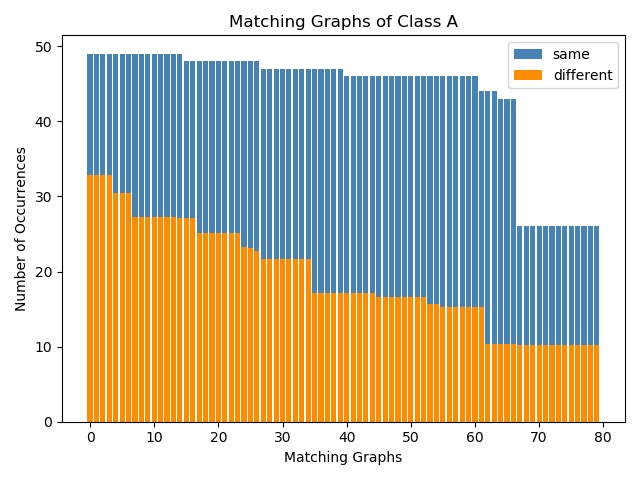 Matching Graphs of Class A
same
different
Number of Occurrences
50
40
30
20
10
0
0 10 20 30 40 50 60 70 80
Matching Graphs